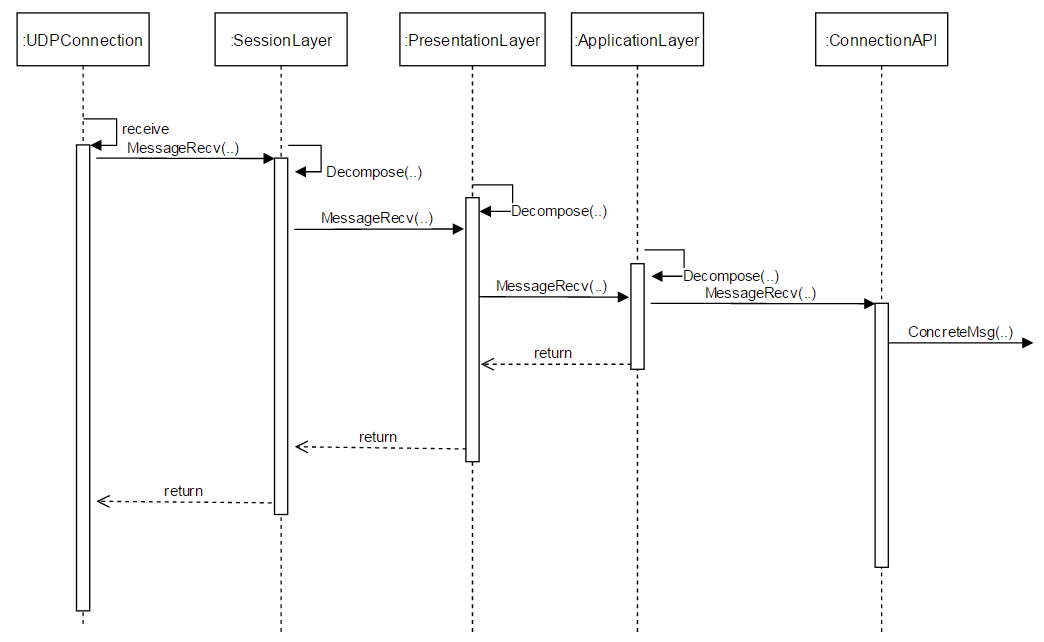 :UDPConnection
:SessionLayer
:PresentationLayer
:ApplicationLayer
:ConnectionAPI
receive
MessageRecv(..)
Decompose(..)
MessageRecv(..)
Decompose(..)
MessageRecv(..)
Decompose(..)
MessageRecv(..)
ConcreteMsg(..)
return
return
return